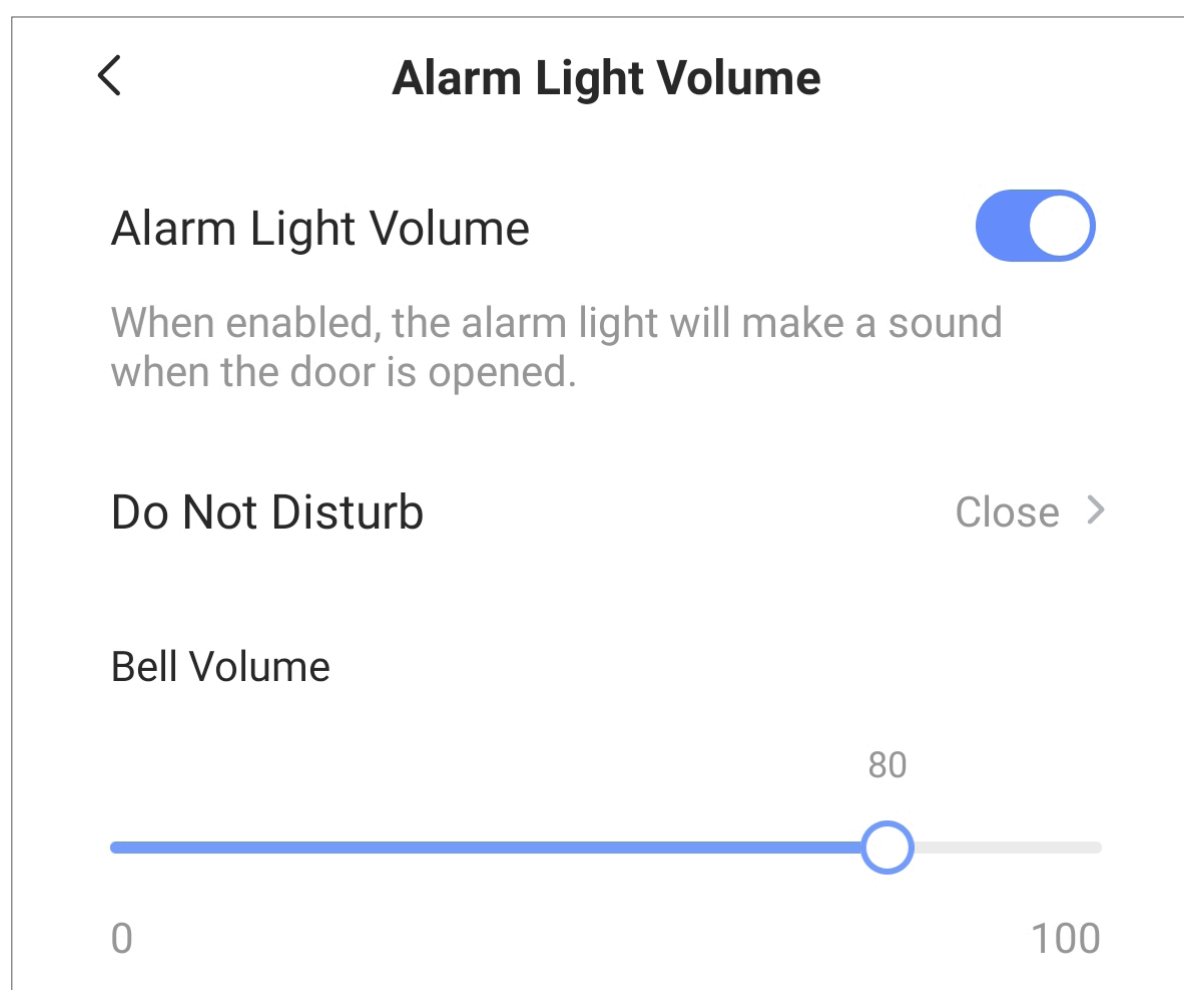 Alarm Light Volume
Alarm Light Volume
When enabled, the alarm light will make a sound
when the door is opened.
Do Not Disturb Close
Bell Volume
80
0 100